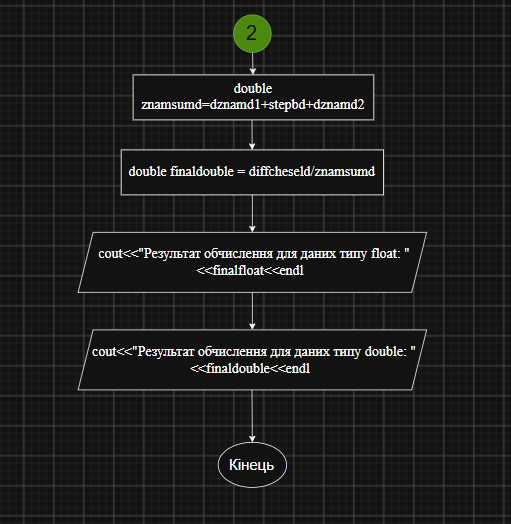 2
double
znamsumd=dznamd1+stepbd+dznamd2
double finaldouble = diffcheseld/znamsumd
cout<<"Результат обчислення для даних типу float: "
<<finalfloat<<endl
cout<<"Результат обчислення для даних типу double: "
<<finaldouble<<endl
Кінець